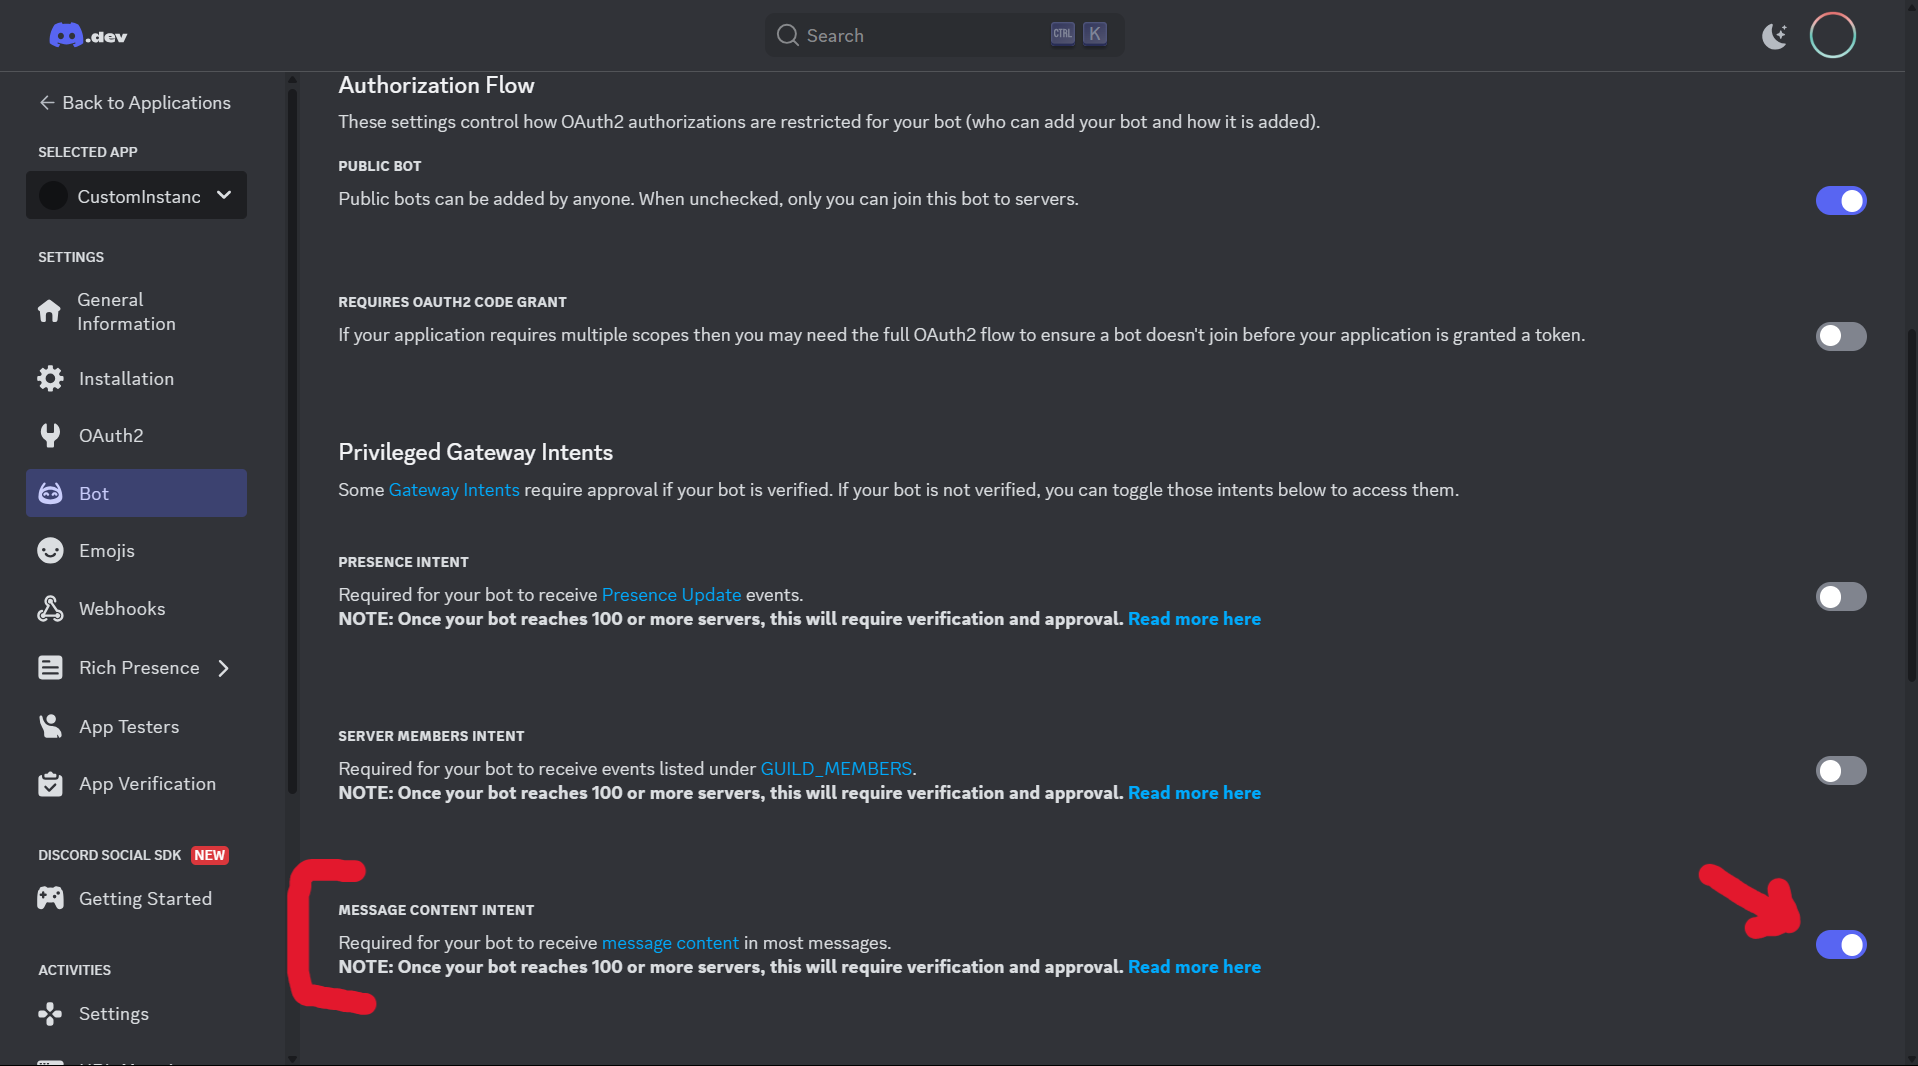 .dev
Search
CTRL K
Back to Applications
SELECTED APP
CustomInstanc
SETTINGS
General
Information
Installation
OAuth2
Bot
Emojis
Webhooks
Rich Presence
App Testers
App Verification
DISCORD SOCIAL SDK NEW
Getting Started
ACTIVITIES
Settings
Authorization Flow
These settings control how OAuth2 authorizations are restricted for your bot (who can add your bot and how it is added).
PUBLIC BOT
Public bots can be added by anyone. When unchecked, only you can join this bot to servers.
REQUIRES OAUTH2 CODE GRANT
If your application requires multiple scopes then you may need the full OAuth2 flow to ensure a bot doesn't join before your application is granted a token.
Privileged Gateway Intents
Some Gateway Intents require approval if your bot is verified. If your bot is not verified, you can toggle those intents below to access them.
PRESENCE INTENT
Required for your bot to receive Presence Update events.
NOTE: Once your bot reaches 100 or more servers, this will require verification and approval. Read more here
SERVER MEMBERS INTENT
Required for your bot to receive events listed under GUILD_MEMBERS.
NOTE: Once your bot reaches 100 or more servers, this will require verification and approval. Read more here
MESSAGE CONTENT INTENT
Required for your bot to receive message content in most messages.
NOTE: Once your bot reaches 100 or more servers, this will require verification and approval. Read more here